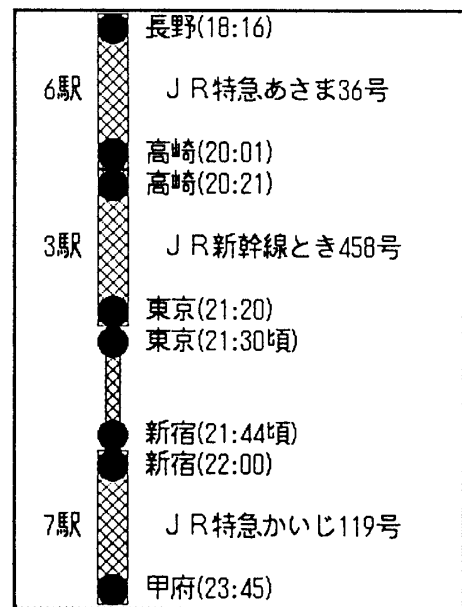 長野(18:16)
6駅 JR特急あさま36号
高崎(20:01)
高崎(20:21)
3駅 JR新幹線とき458号
東京(21:20)
東京(21:30頃)
新宿(21:44頃)
新宿(22:00)
7駅 JR特急かいじ119号
甲府(23:45)